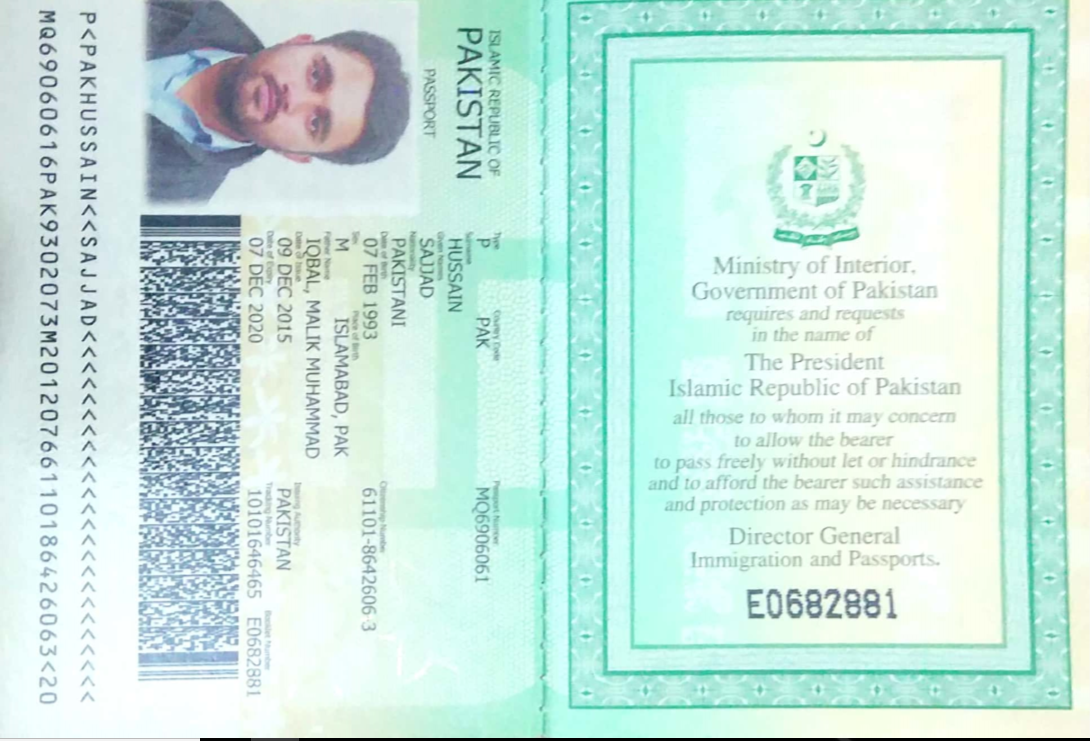 ISLAMIC REPUBLIC OF
PAKISTAN
PASSPORT
Type Country Code Passport Number
P PAK MQ6906061
Surname
HUSSAIN
Given Names
SAJJAD
Nationality
PAKISTANI
Date of Birth Citizenship Number
07 FEB 1993 61101-8642606-3
Sex Place of Birth
M ISLAMABAD, PAK
Father Name
IQBAL, MALIK MUHAMMAD
Date of Issue Issuing Authority
09 DEC 2015 PAKISTAN
Date of Expiry Tracking Number Booklet Number
07 DEC 2020 10101646465 E0682881
P<PAKHUSSAIN<<SAJJAD<<<<<<<<<<<<<<<<<<<<<<<<
MQ69060616PAK9302073M20120766110186426063<20
Ministry of Interior,
Government of Pakistan
requires and requests
in the name of
The President
Islamic Republic of Pakistan
all those to whom it may concern
to allow the bearer
to pass freely without let or hindrance
and to afford the bearer such assistance
and protection as may be necessary
Director General
Immigration and Passports.
E0682881